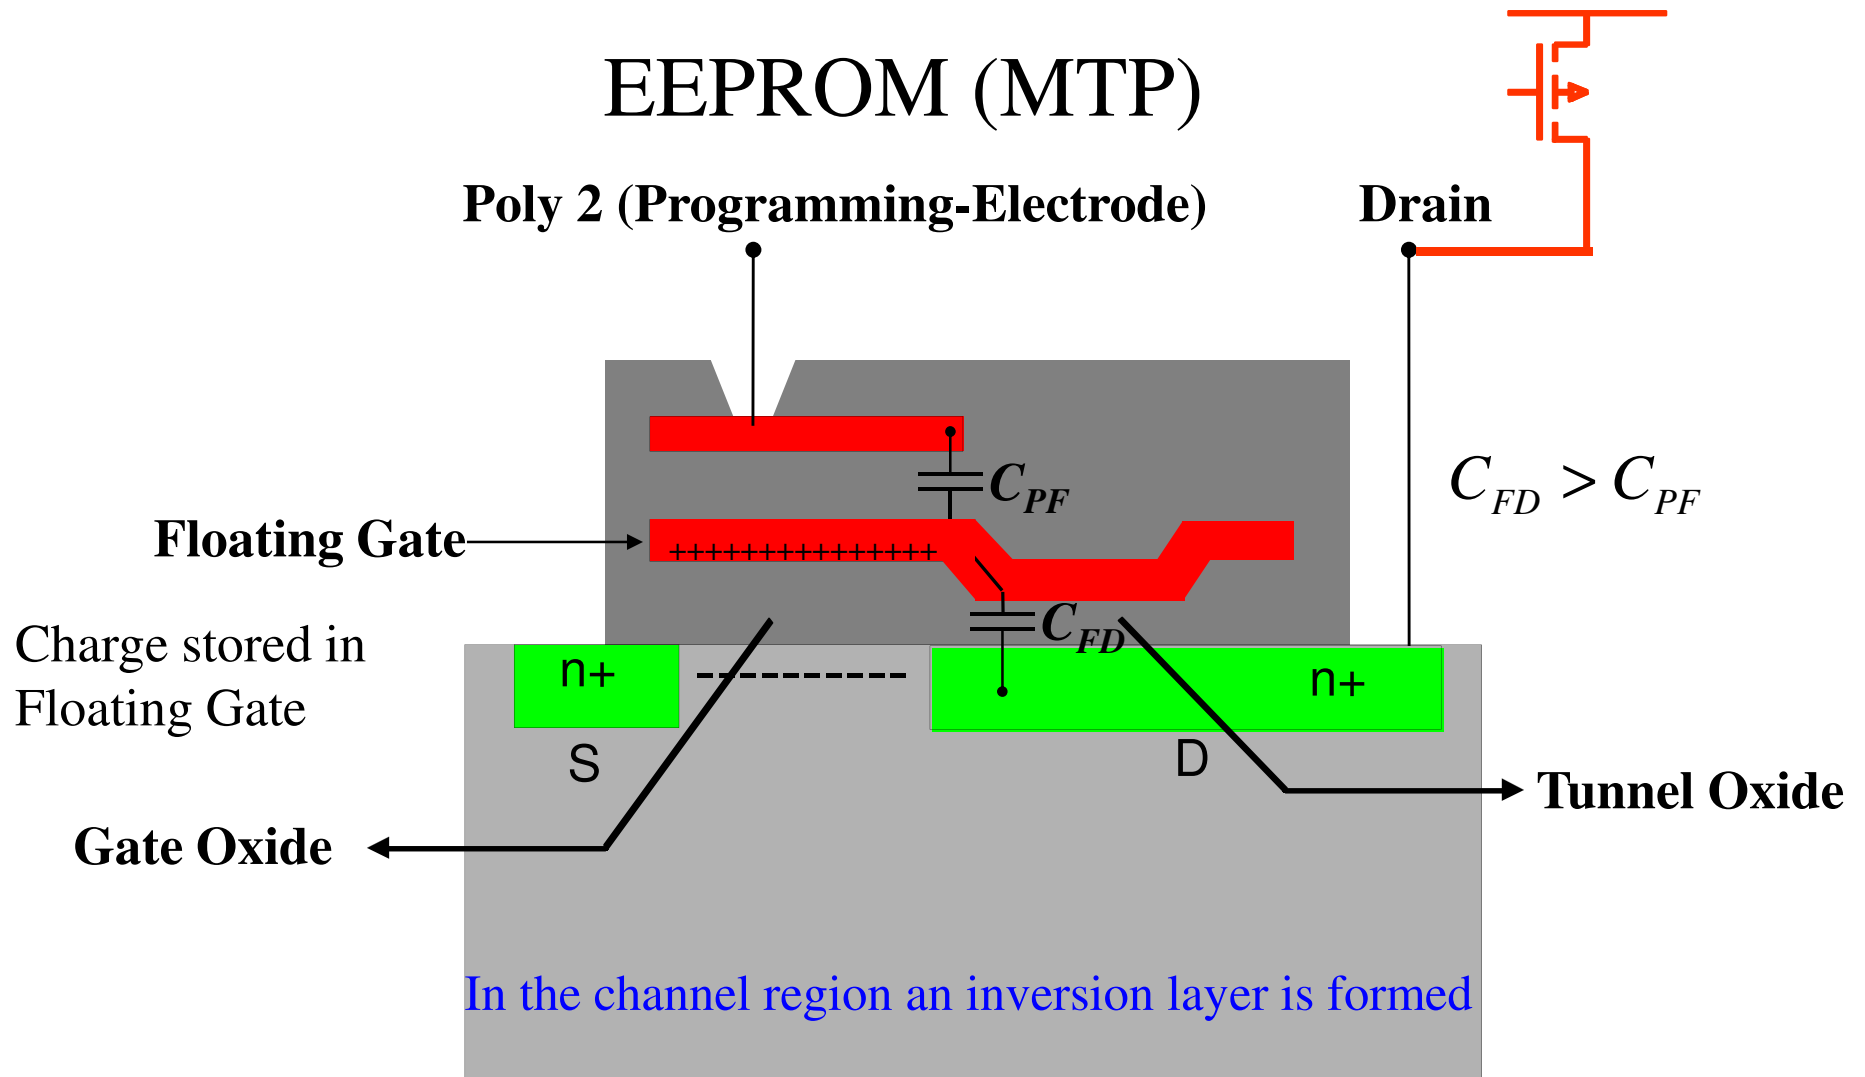 EEPROM (MTP)
Poly 2 (Programming-Electrode)
Drain
C_PF
C_FD > C_PF
Floating Gate
++++++++++++++
C_FD
Charge stored in
Floating Gate
n+
n+
S
D
Tunnel Oxide
Gate Oxide
In the channel region an inversion layer is formed